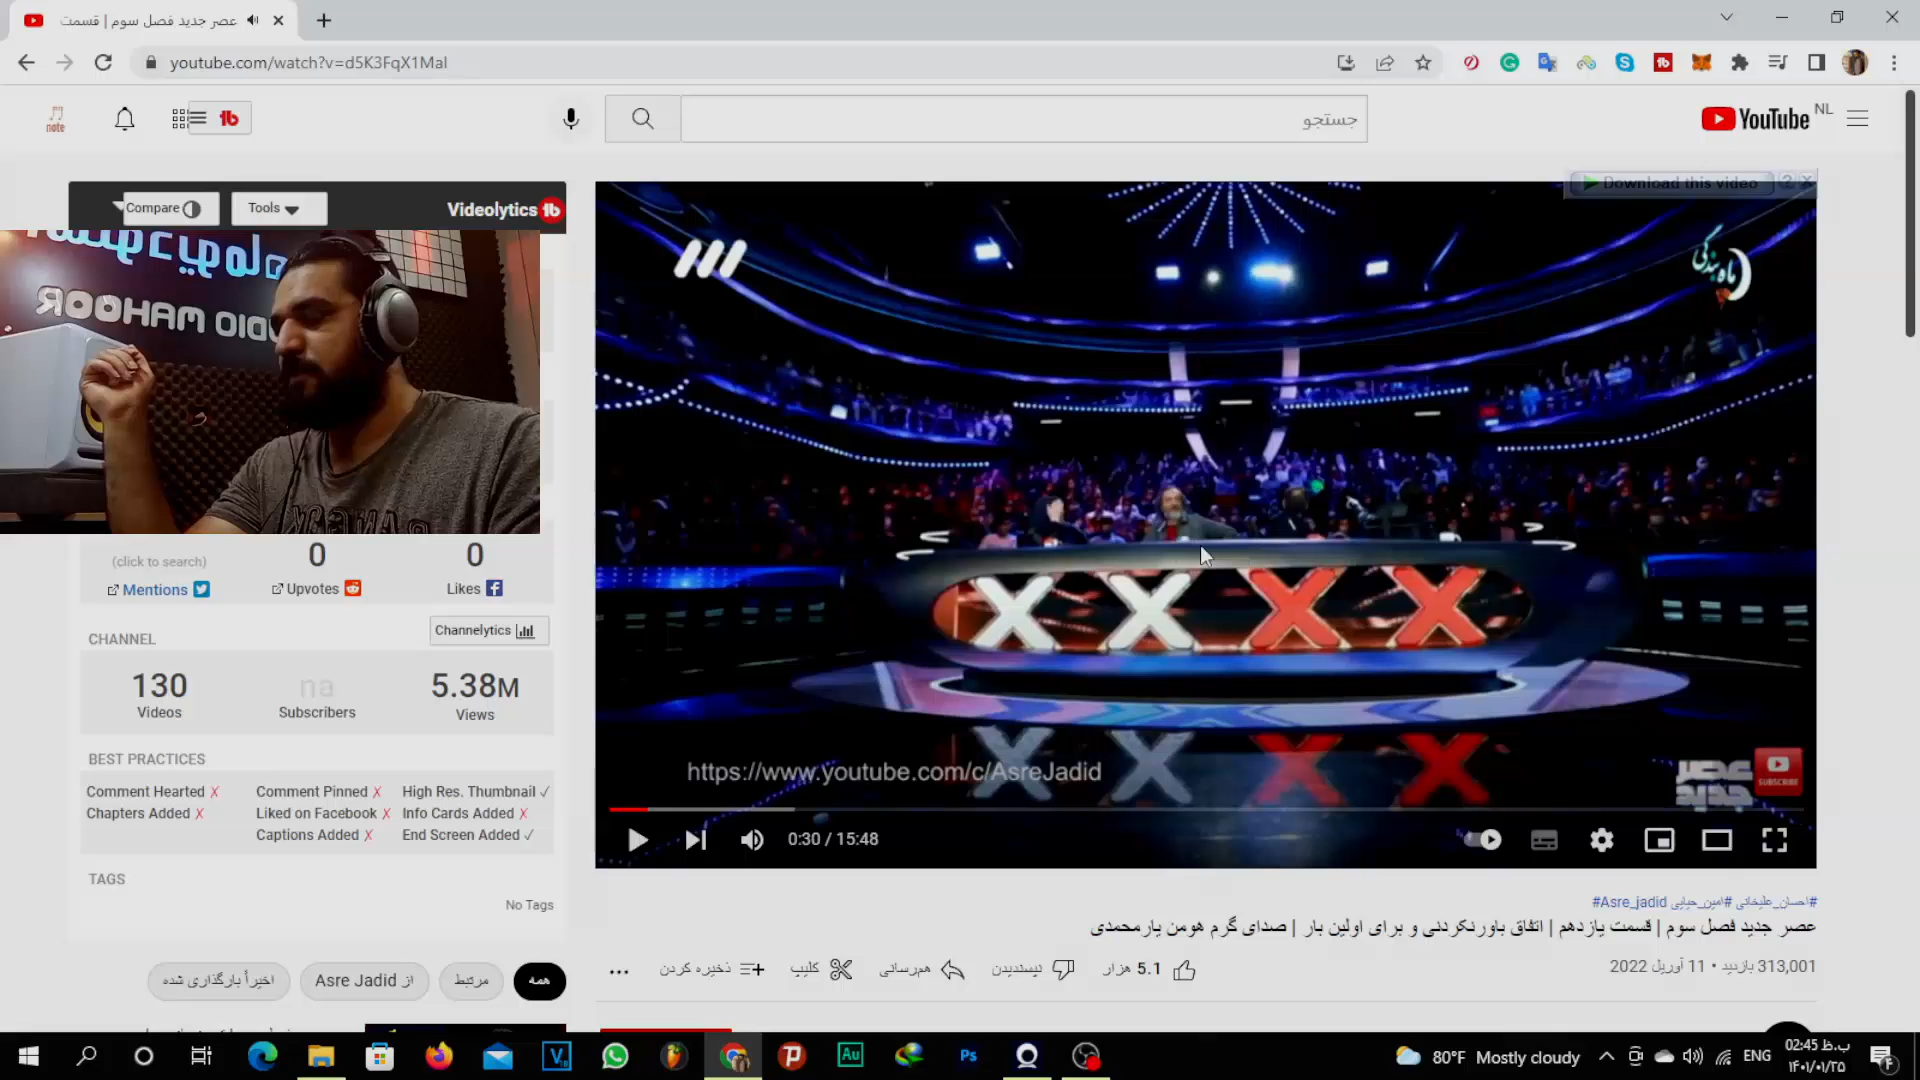 عصر جدید فصل سوم | قسمت
youtube.com/watch?v=d5K3FqX1MaI
note
جستجو
YouTube NL
Compare
Tools
Videolytics
Download this video
ماه بندگی
(click to search)
0
0
Mentions
Upvotes
Likes
CHANNEL
Channelytics
130
na
5.38M
Videos
Subscribers
Views
BEST PRACTICES
Comment Hearted ✗
Comment Pinned ✗
High Res. Thumbnail ✓
Chapters Added ✗
Liked on Facebook ✗
Info Cards Added ✗
Captions Added ✗
End Screen Added ✓
TAGS
No Tags
XXXX
https://www.youtube.com/c/AsreJadid
عصر جدید
SUBSCRIBE
0:30 / 15:48
#احسان_علیخانی #امین_حیایی #Asre_jadid
عصر جدید فصل سوم | قسمت یازدهم | اتفاق باورنکردنی و برای اولین بار | صدای گرم هومن یارمحمدی
313,001 بازدید • 11 آوریل 2022
5.1 هزار
نپسندیدن
هم‌رسانی
کلیپ
ذخیره کردن
همه
مرتبط
از Asre Jadid
اخیراً بارگذاری شده
80°F Mostly cloudy
ENG
02:45 ب.ظ
۱۴۰۱/۰۱/۲۵